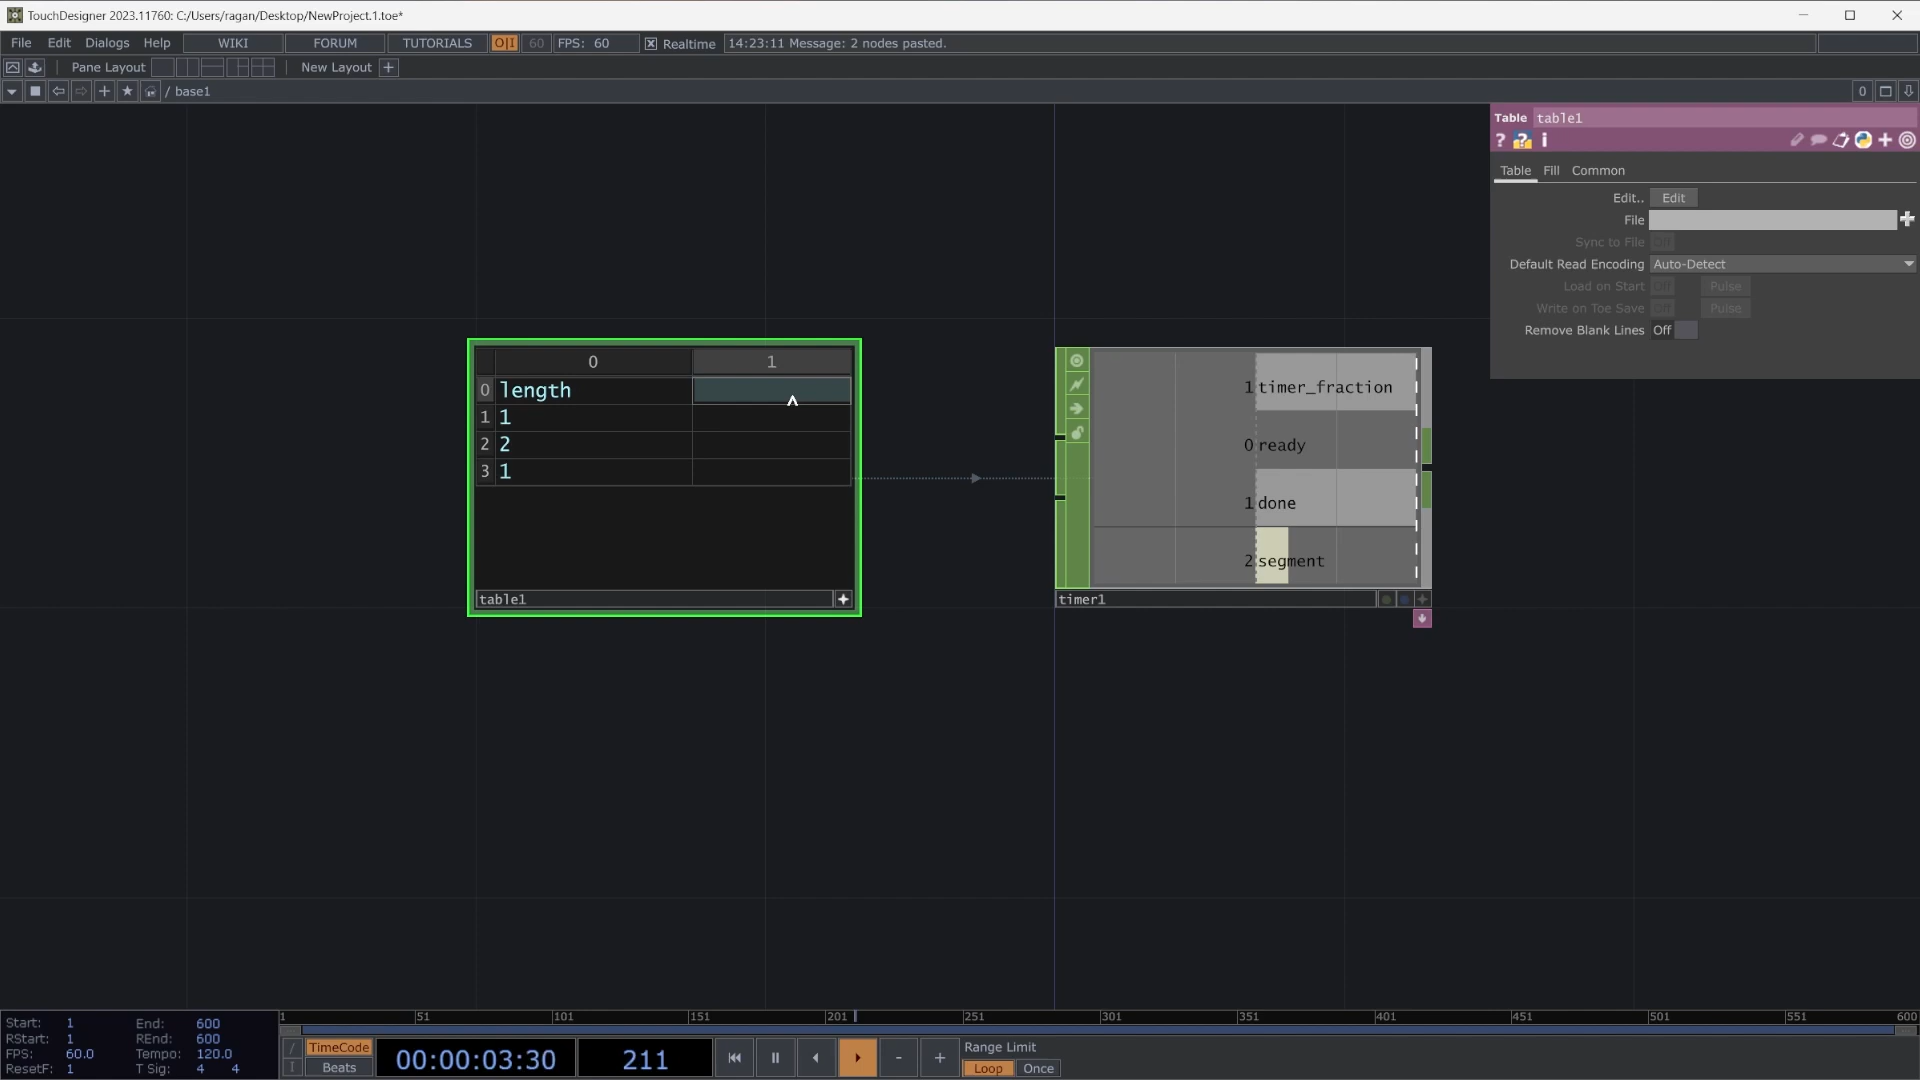 TouchDesigner 2023.11760: C:/Users/ragan/Desktop/NewProject.1.toe*
File Edit Dialogs Help WIKI FORUM TUTORIALS O|I 60 FPS: 60 Realtime 14:23:11 Message: 2 nodes pasted.
Pane Layout New Layout +
/ base1 0
Table table1
? ? i
Table Fill Common
Edit.. Edit
File
Sync to File Off
Default Read Encoding Auto-Detect
Load on Start Off Pulse
Write on Toe Save Off Pulse
Remove Blank Lines Off
0 1
0 length
1 1
2 2
3 1
table1
1 timer_fraction
0 ready
1 done
2 segment
timer1
1 51 101 151 201 251 301 351 401 451 501 551 600
Start: 1 End: 600
RStart: 1 REnd: 600
FPS: 60.0 Tempo: 120.0
ResetF: 1 T Sig: 4 4
/ TimeCode
I Beats
00:00:03:30 211 - +
Range Limit
Loop Once